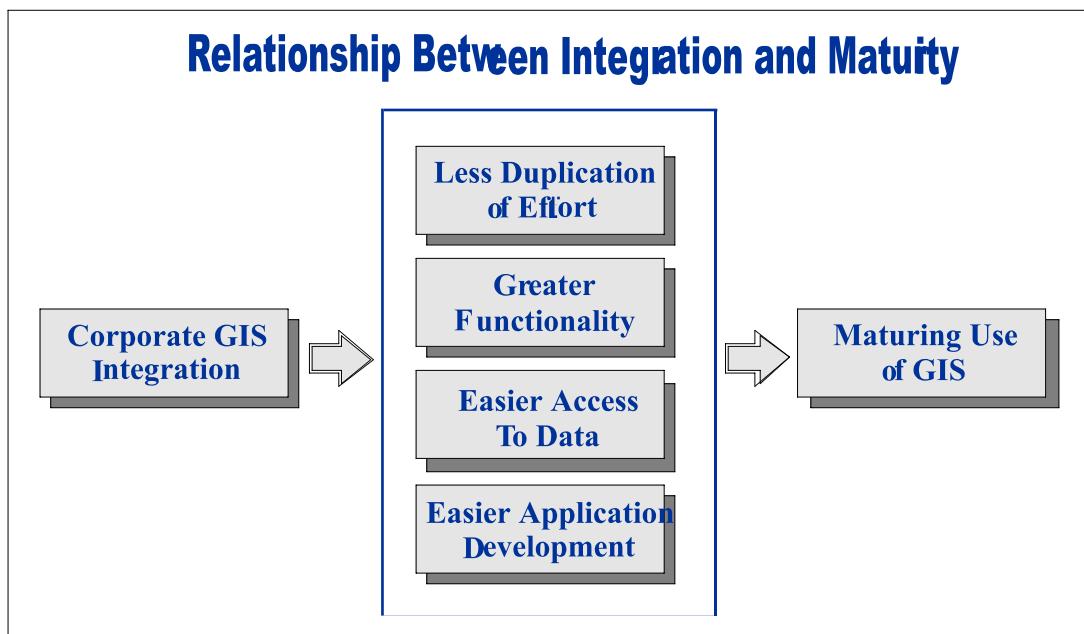 Relationship Between Integration and Maturity
Less Duplication
of Effort
Greater
Functionality
Corporate GIS
Integration
Maturing Use
of GIS
Easier Access
To Data
Easier Application
Development